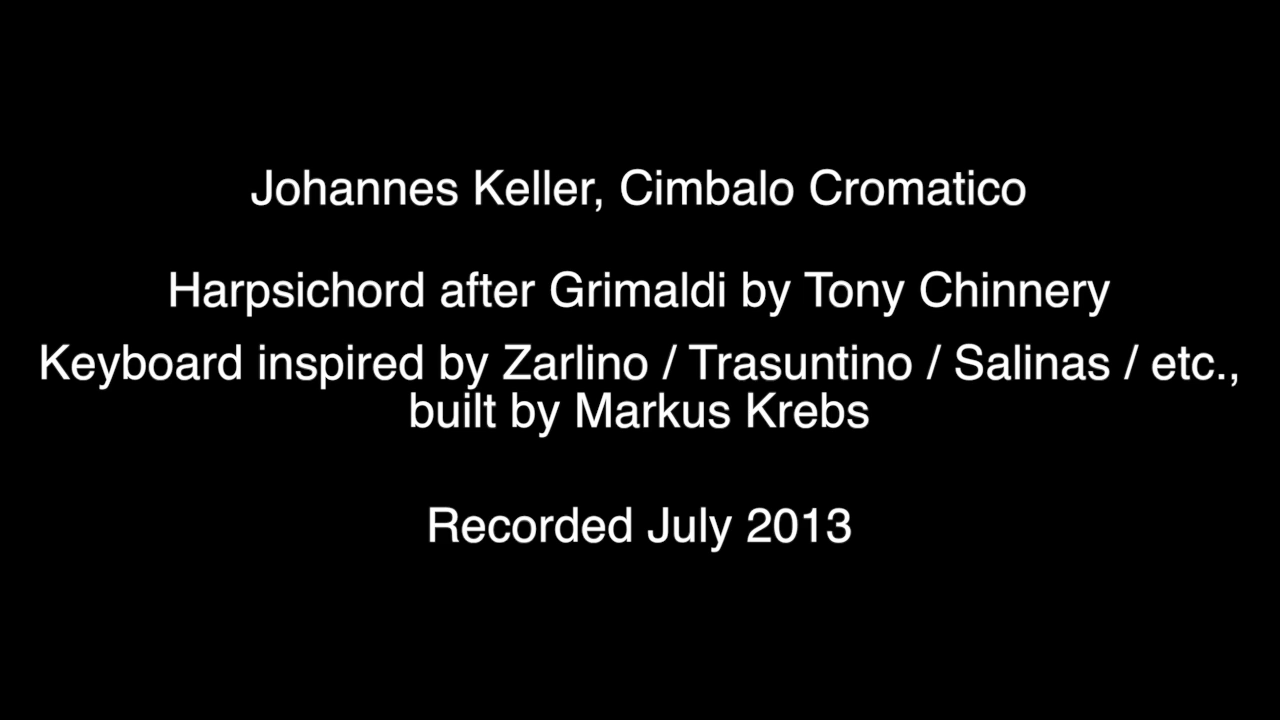 Johannes Keller, Cimbalo Cromatico
Harpsichord after Grimaldi by Tony Chinnery
Keyboard inspired by Zarlino / Trasuntino / Salinas / etc.,
built by Markus Krebs
Recorded July 2013